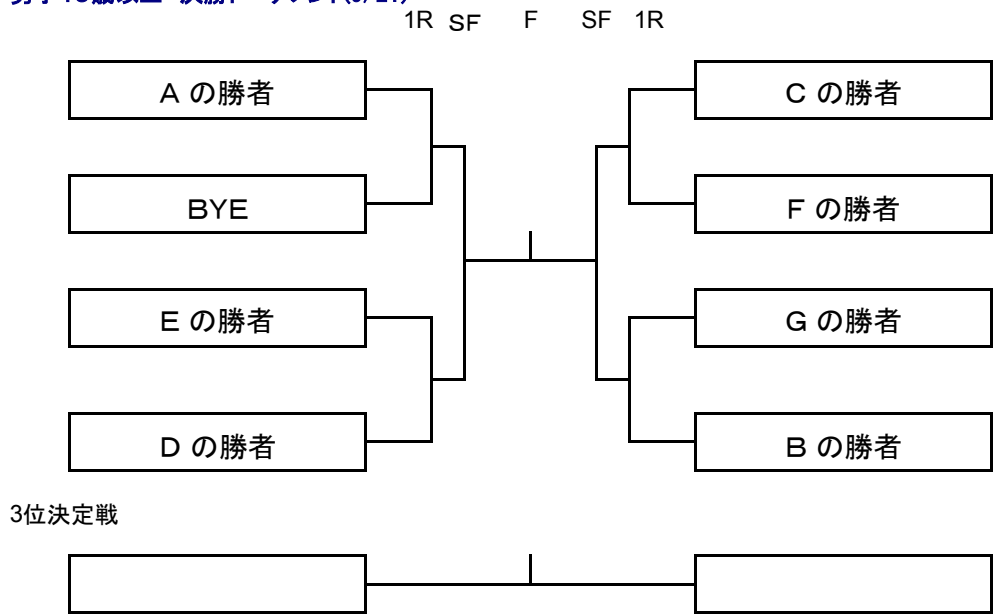 1R SF F SF 1R
A の勝者
C の勝者
BYE
F の勝者
E の勝者
G の勝者
D の勝者
B の勝者
3位決定戦